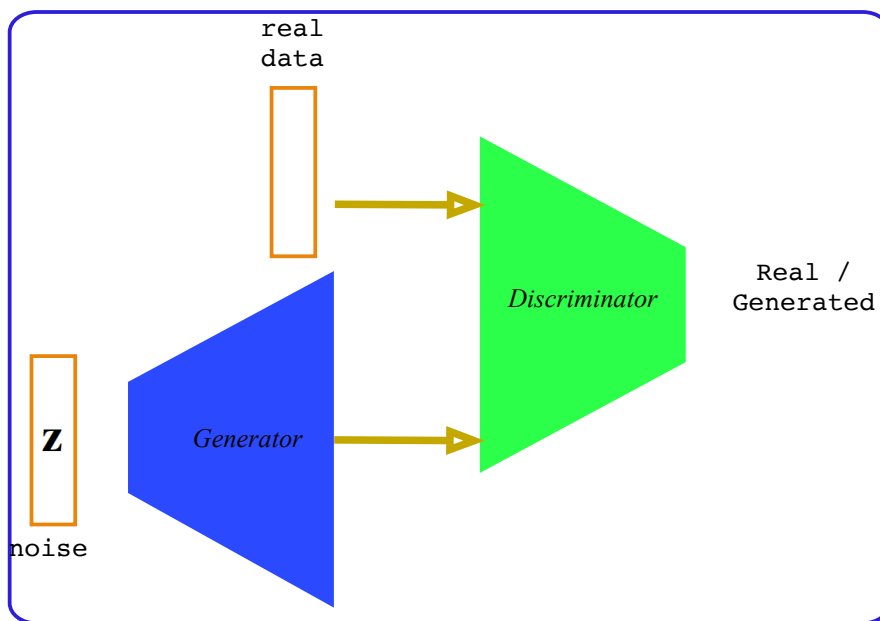 real
data
Discriminator
Real /
Generated
z
Generator
noise